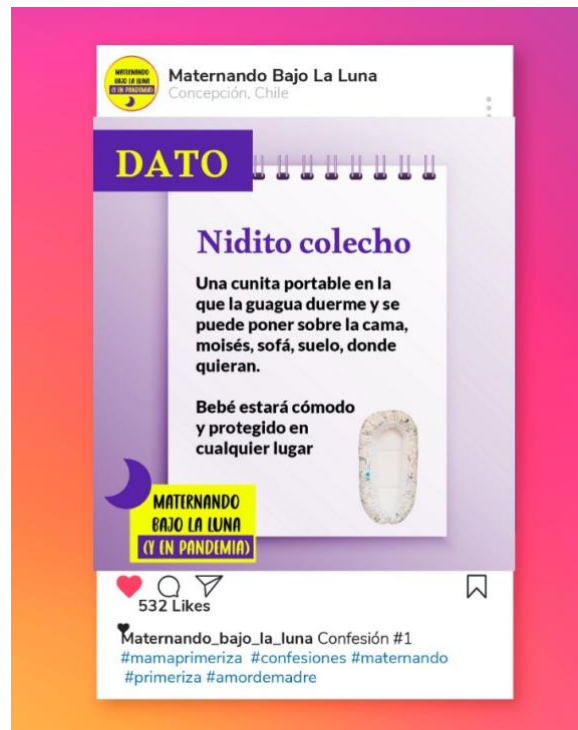 MATERNANDO
BAJO LA LUNA
(Y EN PANDEMIA)
Maternando Bajo La Luna
Concepción, Chile
DATO
Nidito colecho
Una cunita portable en la
que la guagua duerme y se
puede poner sobre la cama,
moisés, sofá, suelo, donde
quieran.
Bebé estará cómodo
y protegido en
cualquier lugar
MATERNANDO
BAJO LA LUNA
(Y EN PANDEMIA)
532 Likes
Maternando_bajo_la_luna Confesión #1
#mamaprimeriza #confesiones #maternando
#primeriza #amordemadre